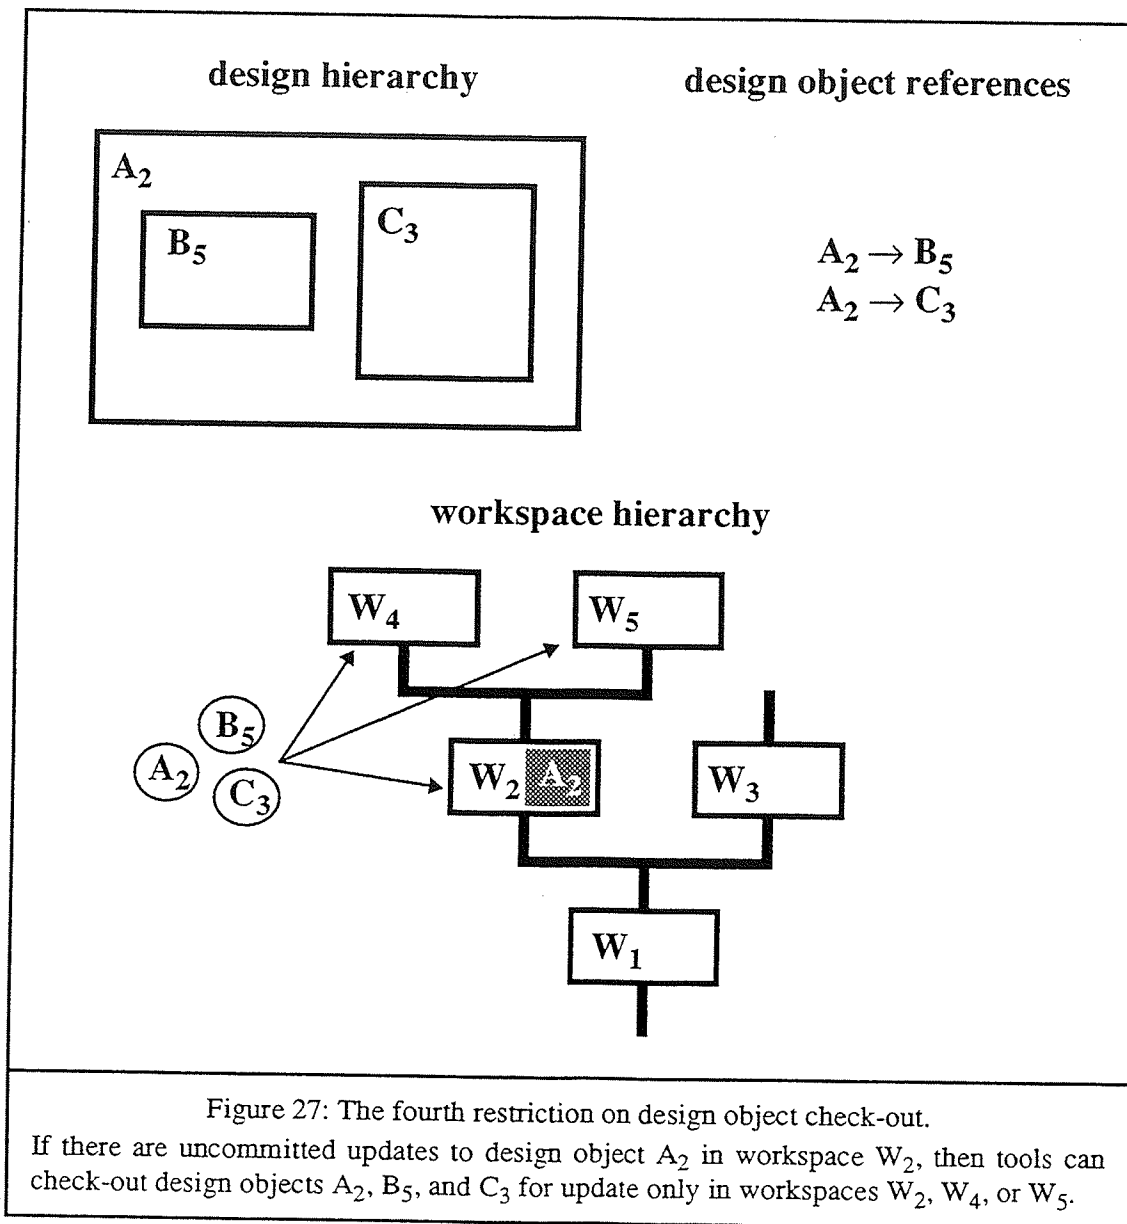 design hierarchy
design object references
A₂
B₅
C₃
A₂ → B₅
A₂ → C₃
workspace hierarchy
W₄
W₅
B₅
A₂
C₃
W₂ A₂
W₃
W₁
Figure 27: The fourth restriction on design object check-out.
If there are uncommitted updates to design object A₂ in workspace W₂, then tools can
check-out design objects A₂, B₅, and C₃ for update only in workspaces W₂, W₄, or W₅.